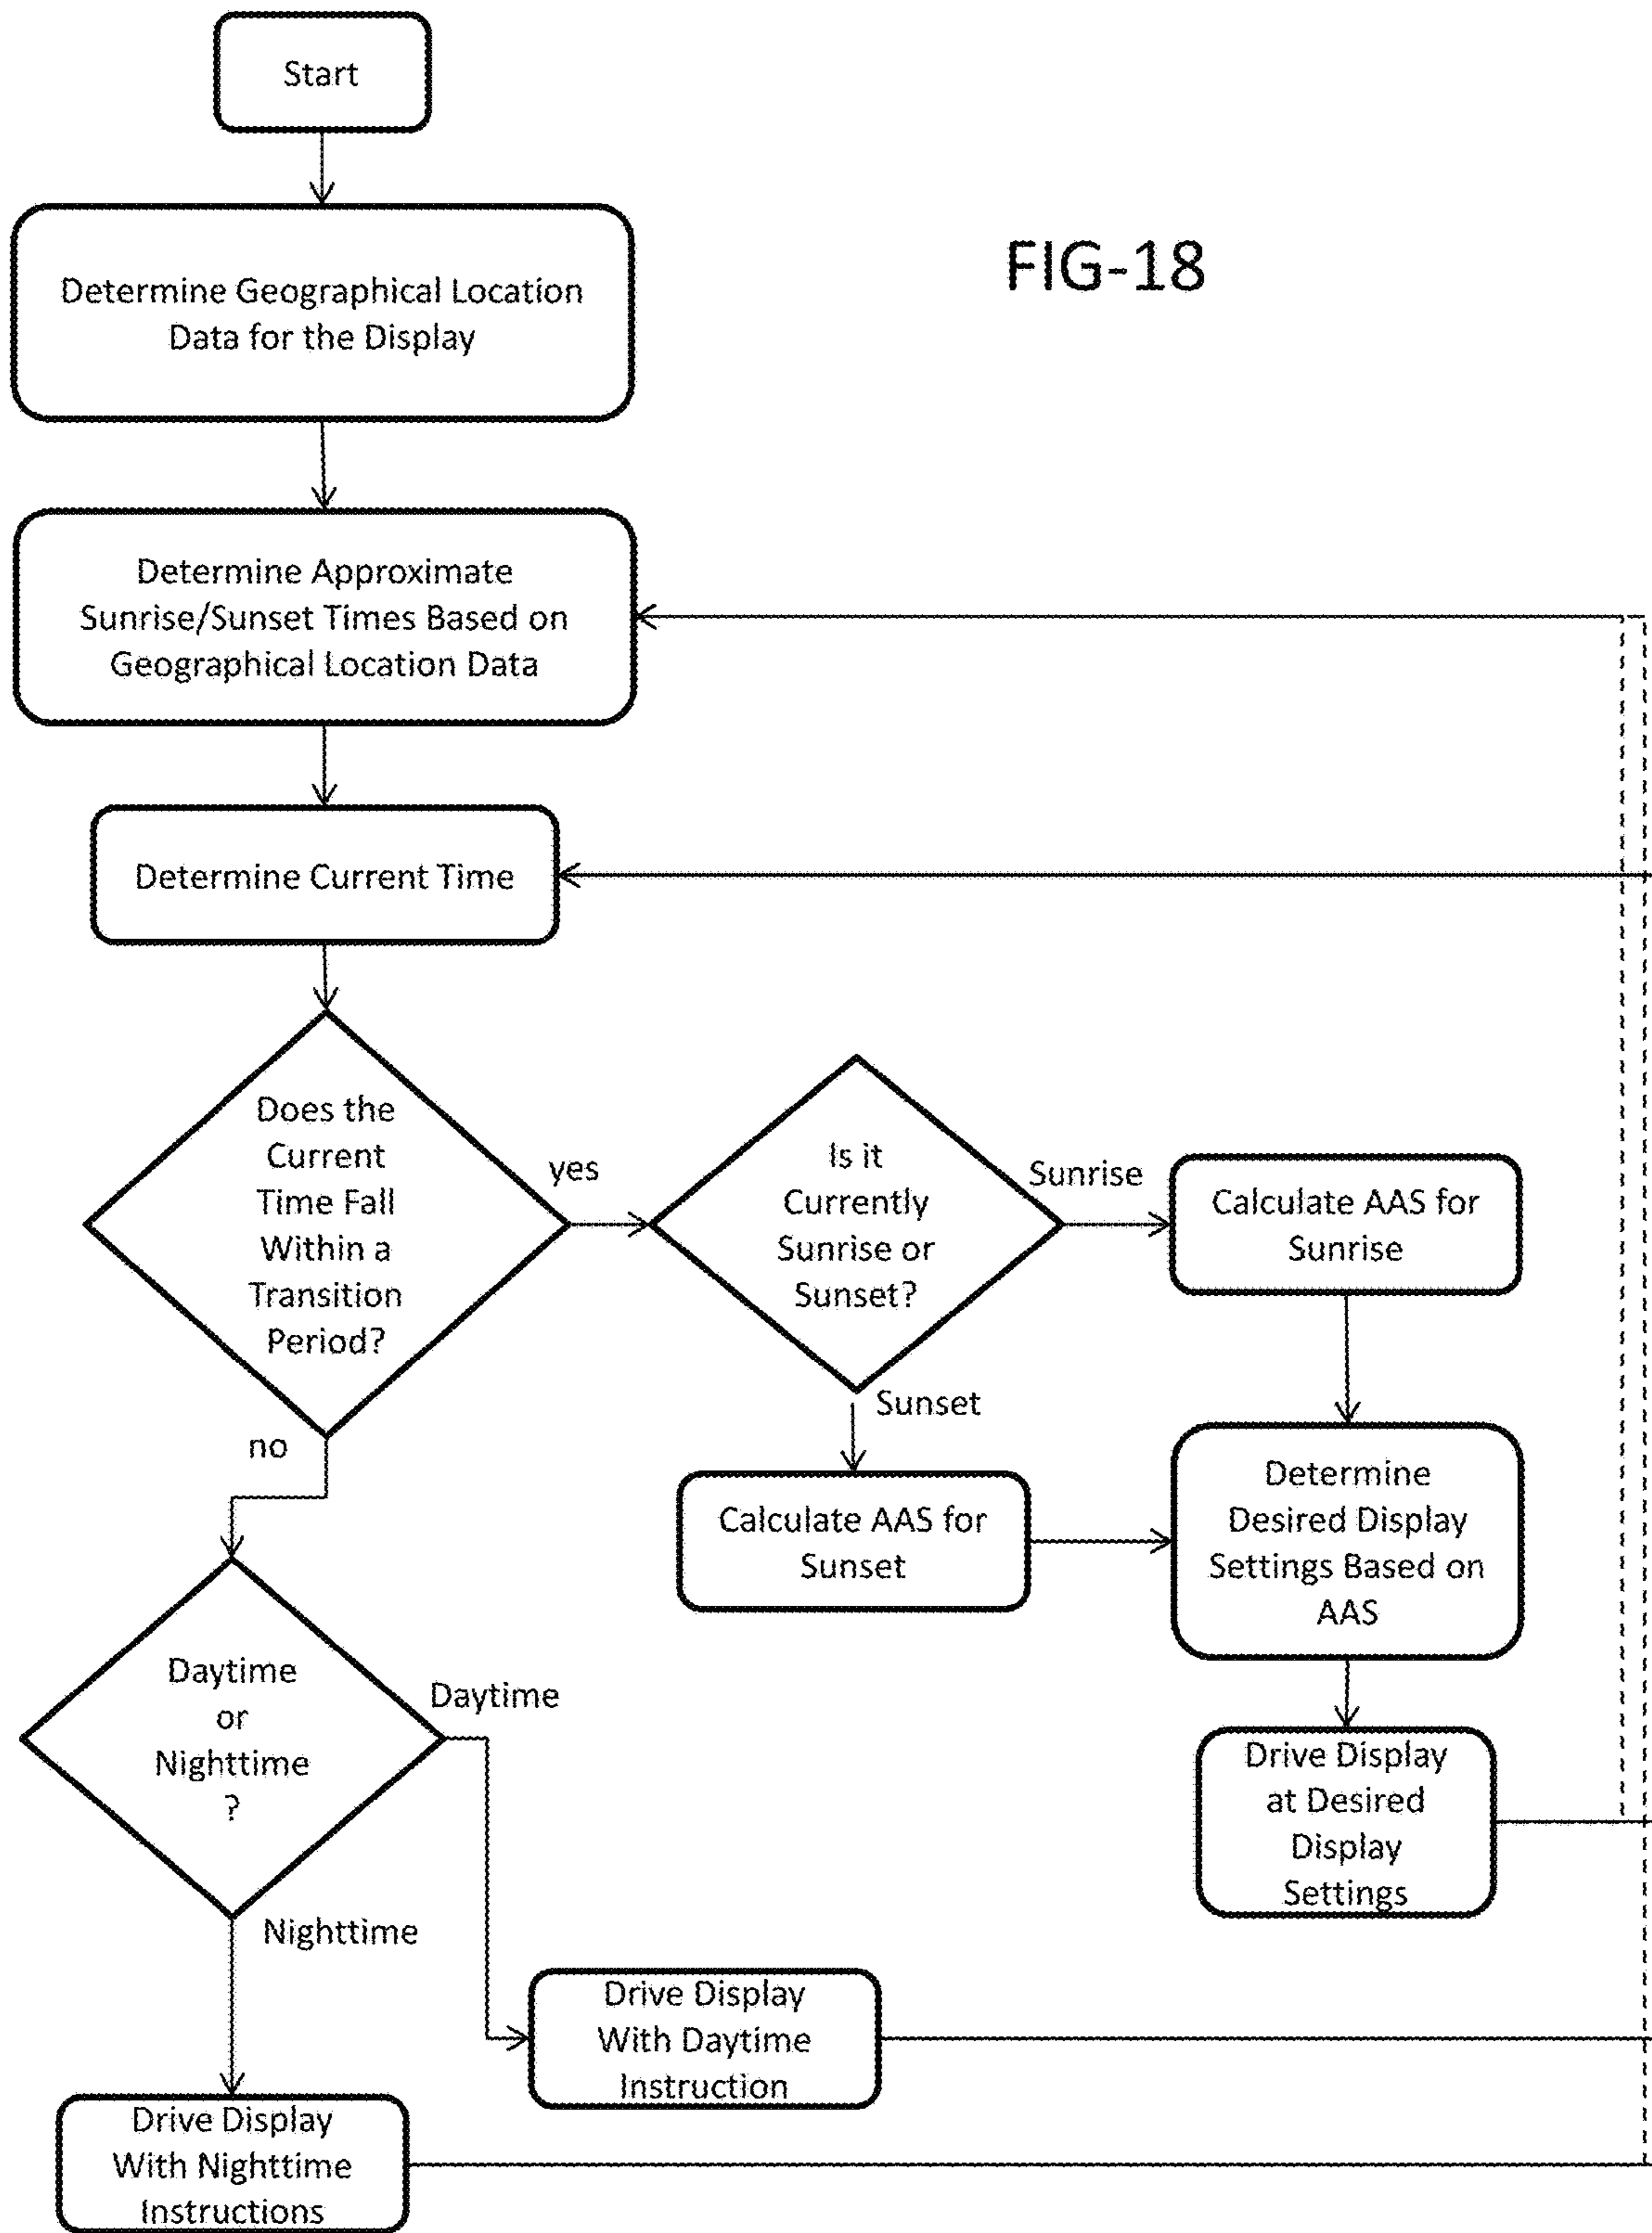 Start
FIG-18
Determine Geographical Location
Data for the Display
Determine Approximate
Sunrise/Sunset Times Based on
Geographical Location Data
Determine Current Time
Does the
Current
Time Fall
Within a
Transition
Period?
yes
no
Is it
Currently
Sunrise or
Sunset?
Sunrise
Sunset
Calculate AAS for
Sunrise
Calculate AAS for
Sunset
Determine
Desired Display
Settings Based on
AAS
Drive Display
at Desired
Display
Settings
Daytime
or
Nighttime
?
Daytime
Nighttime
Drive Display
With Daytime
Instruction
Drive Display
With Nighttime
Instructions